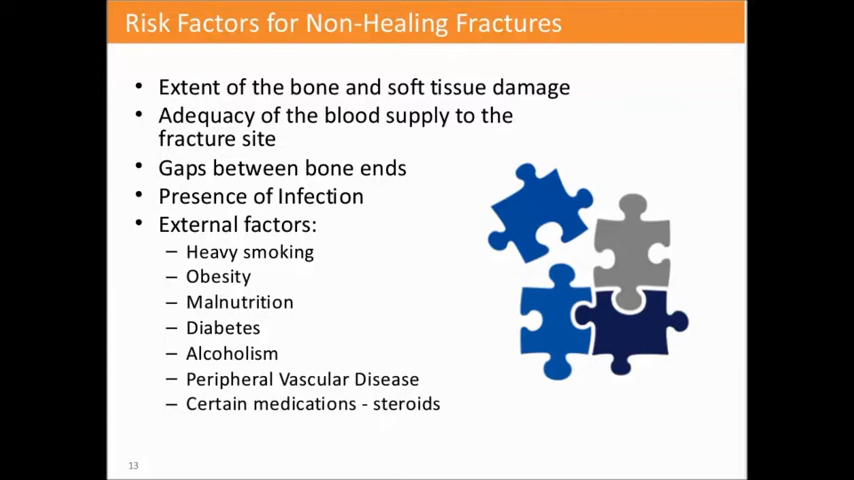 Risk Factors for Non-Healing Fractures
• Extent of the bone and soft tissue damage
• Adequacy of the blood supply to the
fracture site
• Gaps between bone ends
• Presence of Infection
• External factors:
– Heavy smoking
– Obesity
– Malnutrition
– Diabetes
– Alcoholism
– Peripheral Vascular Disease
– Certain medications - steroids
13